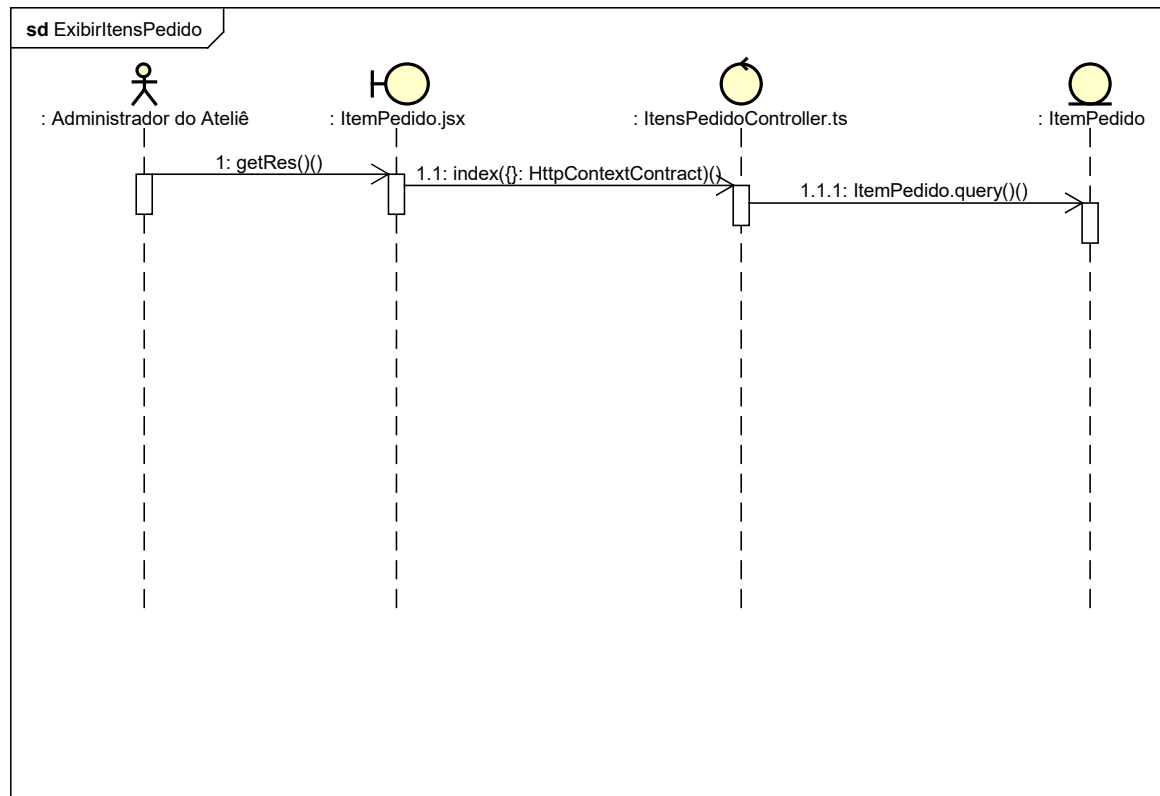 sd ExibirItensPedido
: Administrador do Ateliê
: ItemPedido.jsx
: ItensPedidoController.ts
: ItemPedido
1: getRes()()
1.1: index({}: HttpContextContract)()
1.1.1: ItemPedido.query()()